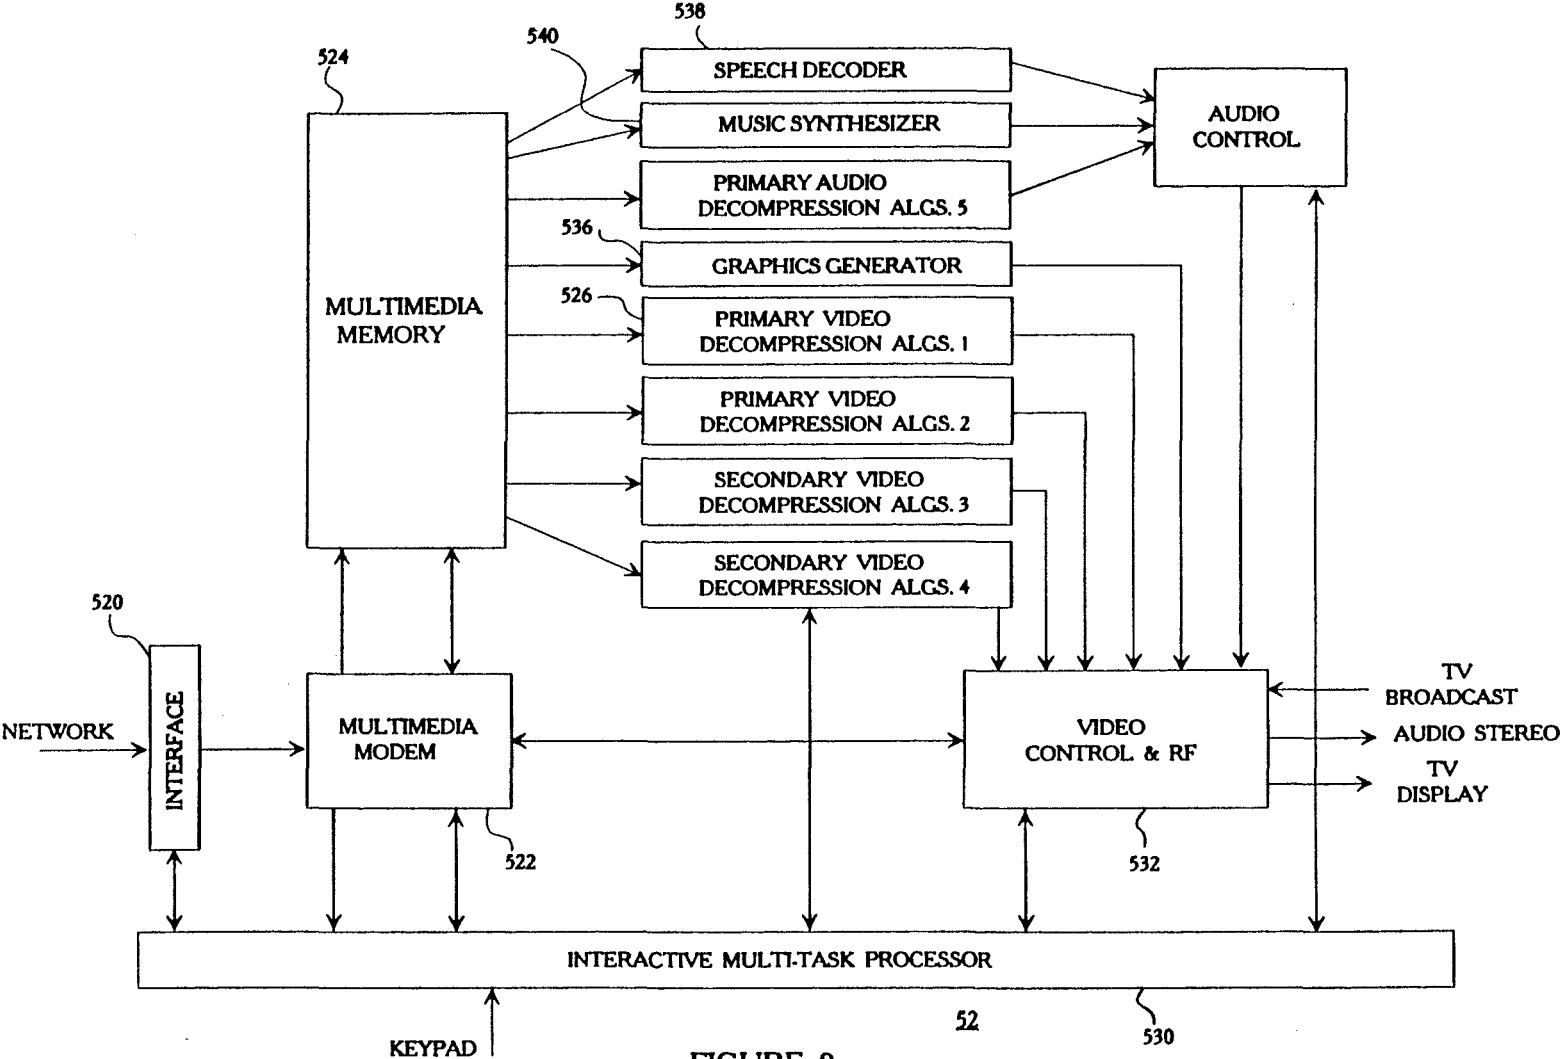 538
540
524
SPEECH DECODER
MUSIC SYNTHESIZER
AUDIO
CONTROL
PRIMARY AUDIO
DECOMPRESSION ALGS. 5
536
GRAPHICS GENERATOR
526
PRIMARY VIDEO
DECOMPRESSION ALGS. 1
MULTIMEDIA
MEMORY
PRIMARY VIDEO
DECOMPRESSION ALGS. 2
SECONDARY VIDEO
DECOMPRESSION ALGS. 3
SECONDARY VIDEO
DECOMPRESSION ALGS. 4
520
NETWORK
INTERFACE
MULTIMEDIA
MODEM
522
VIDEO
CONTROL & RF
532
TV
BROADCAST
AUDIO STEREO
TV
DISPLAY
INTERACTIVE MULTI-TASK PROCESSOR
52
530
KEYPAD
FIGURE